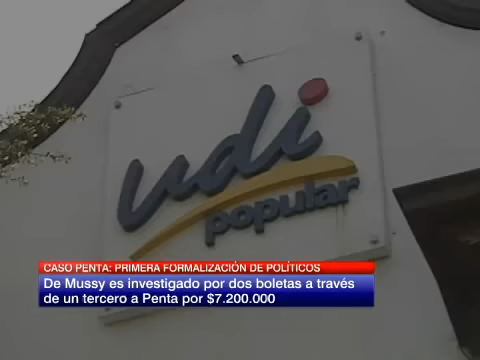 udi
popular
CASO PENTA: PRIMERA FORMALIZACIÓN DE POLÍTICOS
De Mussy es investigado por dos boletas a través
de un tercero a Penta por $7.200.000